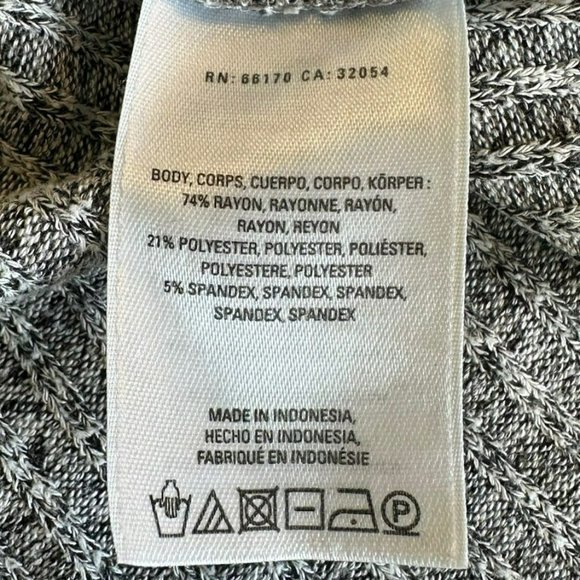 RN: 66170 CA: 32054
BODY, CORPS, CUERPO, CORPO, KÖRPER :
74% RAYON, RAYONNE, RAYÓN,
RAYON, REYON
21% POLYESTER, POLYESTER, POLIÉSTER,
POLYESTERE, POLYESTER
5% SPANDEX, SPANDEX, SPANDEX,
SPANDEX, SPANDEX
MADE IN INDONESIA,
HECHO EN INDONESIA,
FABRIQUÉ EN INDONÉSIE
P